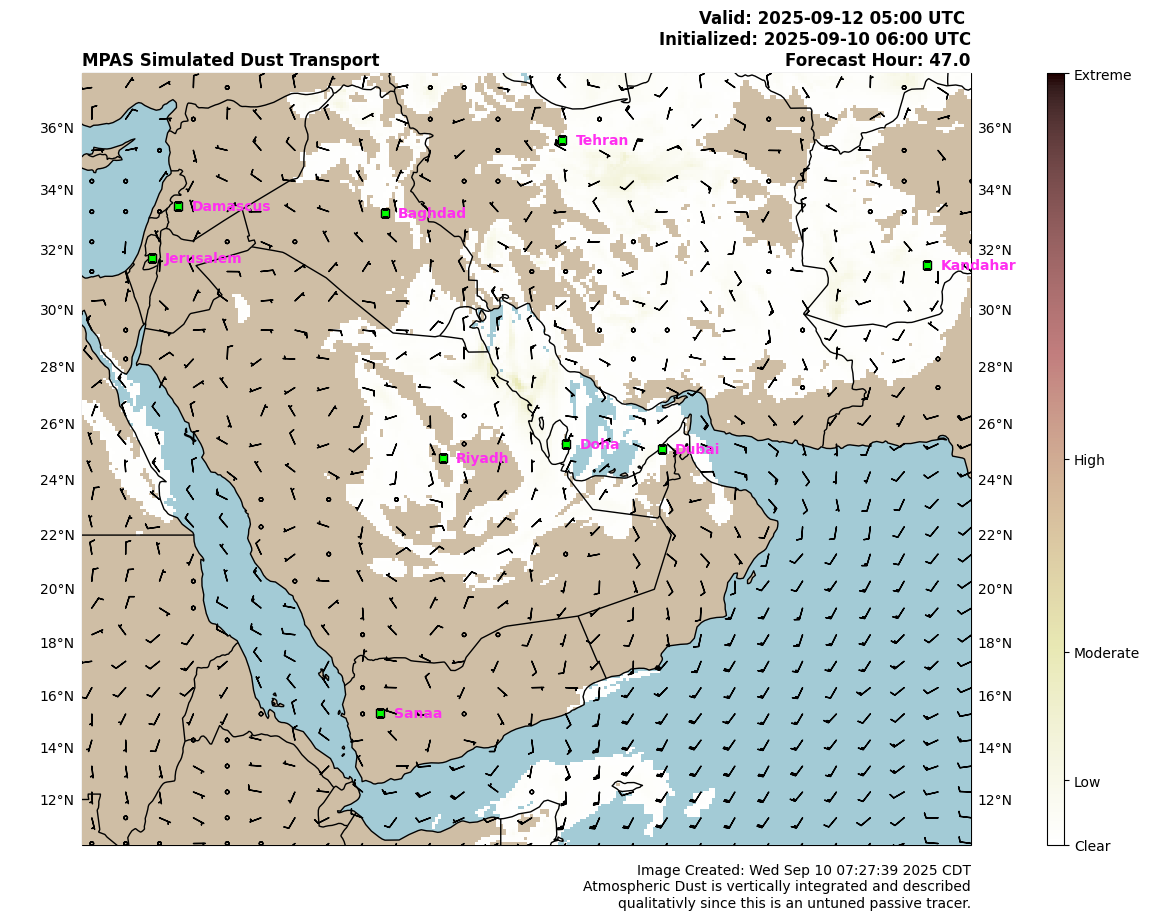 Valid: 2025-09-12 05:00 UTC
Initialized: 2025-09-10 06:00 UTC
MPAS Simulated Dust Transport
Forecast Hour: 47.0
Extreme
36°N
Tehran
36°N
34°N
Damascus
Baghdad
34°N
32°N
Jerusalem
32°N
Kandahar
30°N
30°N
28°N
28°N
26°N
Doha
Dubai
26°N
Riyadh
High
24°N
24°N
22°N
22°N
20°N
20°N
18°N
18°N
Moderate
16°N
16°N
Sanaa
14°N
14°N
Low
12°N
12°N
Clear
Image Created: Wed Sep 10 07:27:39 2025 CDT
Atmospheric Dust is vertically integrated and described
qualitativly since this is an untuned passive tracer.